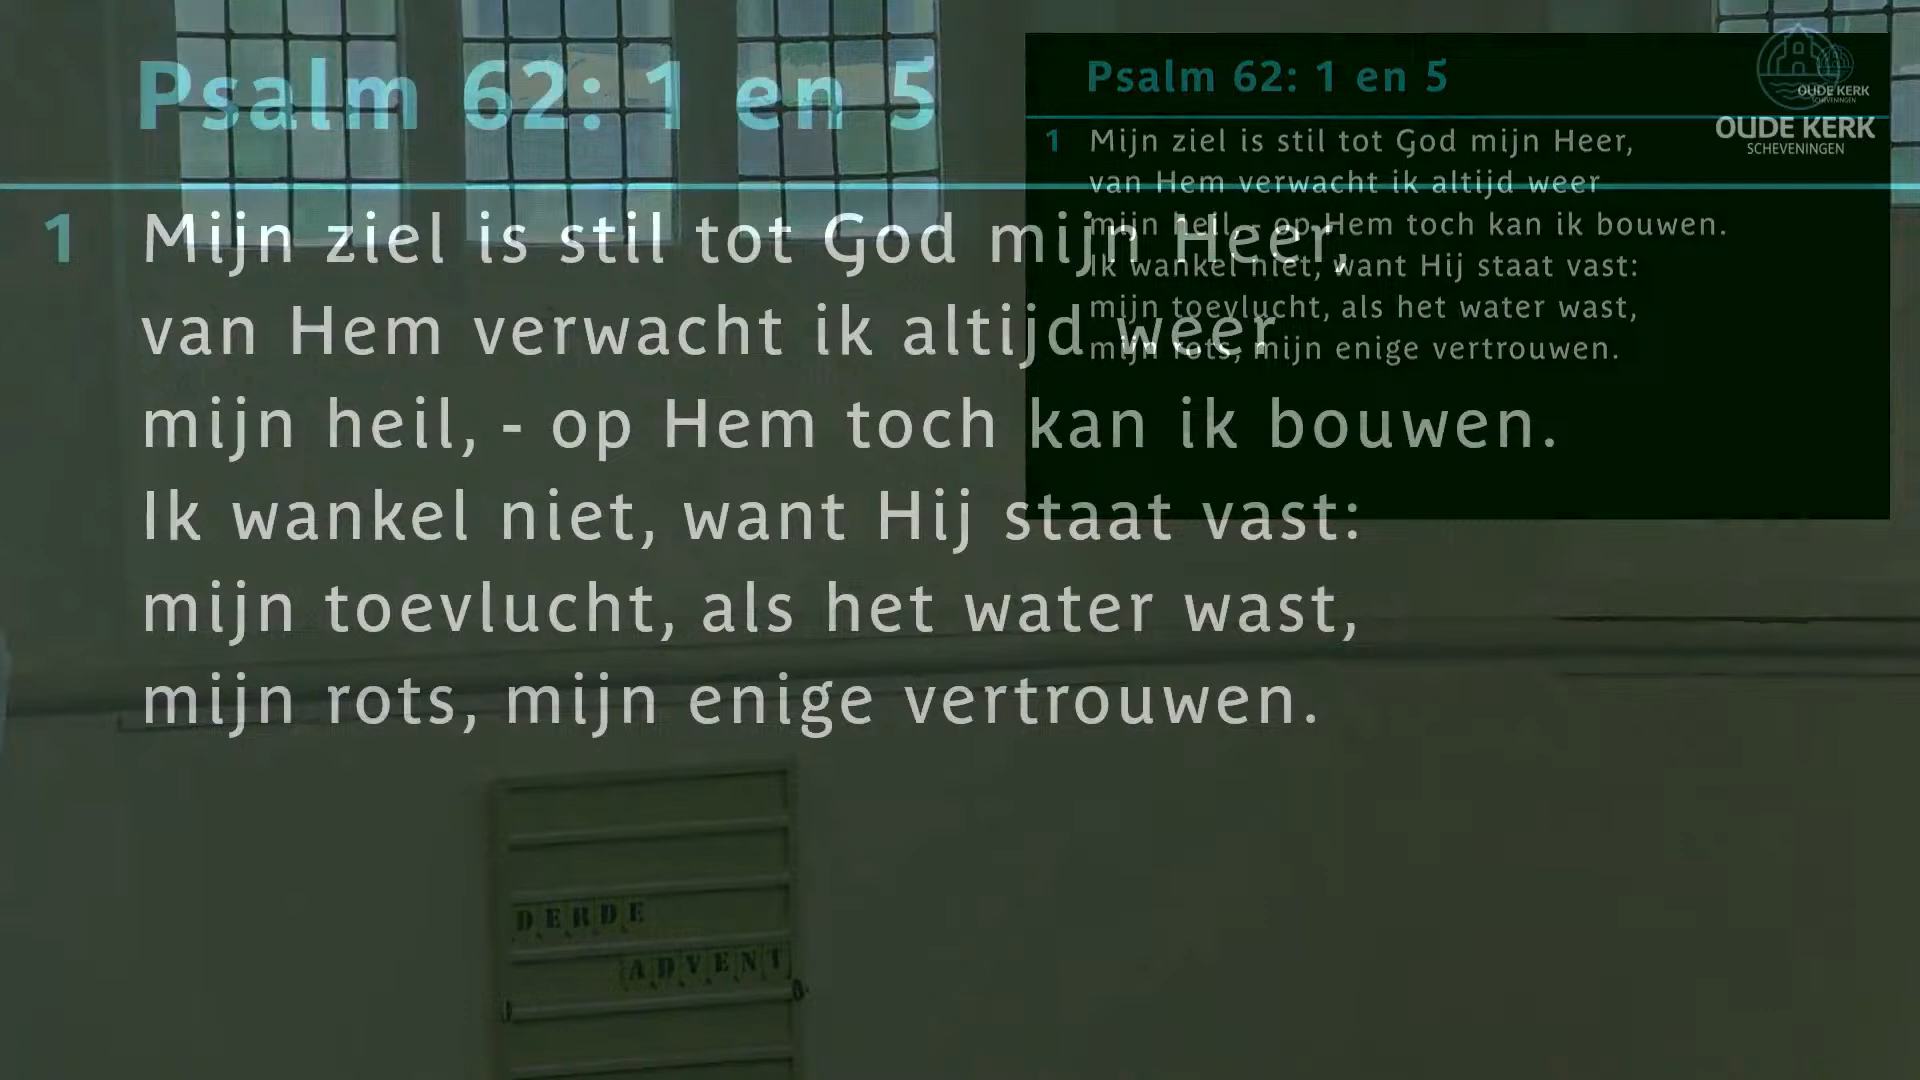 Psalm 62: 1 en 5
1 Mijn ziel is stil tot God mijn Heer,
van Hem verwacht ik altijd weer
mijn heil, - op Hem toch kan ik bouwen.
Ik wankel niet, want Hij staat vast:
mijn toevlucht, als het water wast,
mijn rots, mijn enige vertrouwen.
Psalm 62: 1 en 5
1 Mijn ziel is stil tot God mijn Heer,
van Hem verwacht ik altijd weer
mijn heil, - op Hem toch kan ik bouwen.
Ik wankel niet, want Hij staat vast:
mijn toevlucht, als het water wast,
mijn rots, mijn enige vertrouwen.
OUDE KERK
SCHEVENINGEN
OUDE KERK
SCHEVENINGEN
DERDE
ADVENT